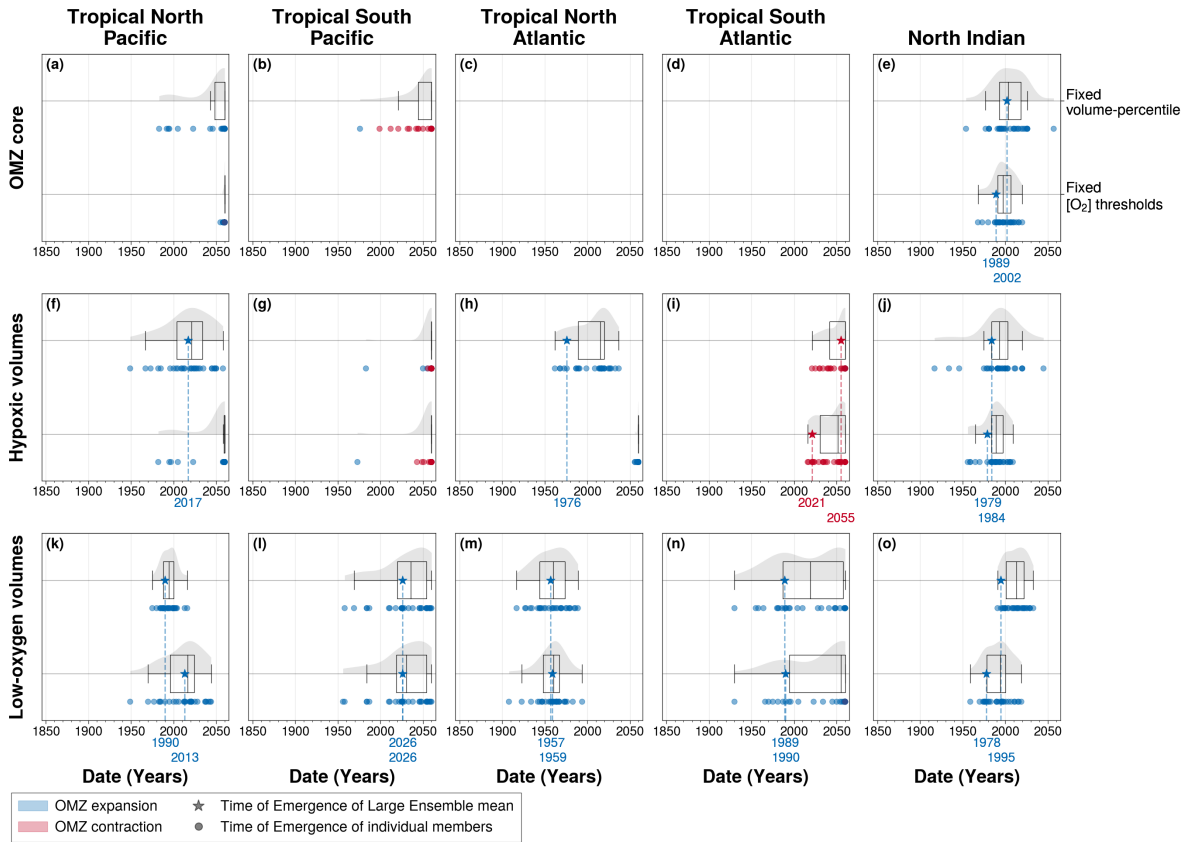 Tropical North Pacific
Tropical South Pacific
Tropical North Atlantic
Tropical South Atlantic
North Indian
OMZ core
(a)
(b)
(c)
(d)
(e)
Fixed
volume-percentile
Fixed
[O₂] thresholds
1850 1900 1950 2000 2050
1850 1900 1950 2000 2050
1850 1900 1950 2000 2050
1850 1900 1950 2000 2050
1850 1900 1950 2000 2050
1989
2002
Hypoxic volumes
(f)
(g)
(h)
(i)
(j)
1850 1900 1950 2000 2050
1850 1900 1950 2000 2050
1850 1900 1950 2000 2050
1850 1900 1950 2000 2050
1850 1900 1950 2000 2050
2017
1976
2021
2055
1979
1984
Low-oxygen volumes
(k)
(l)
(m)
(n)
(o)
1850 1900 1950 2000 2050
1850 1900 1950 2000 2050
1850 1900 1950 2000 2050
1850 1900 1950 2000 2050
1850 1900 1950 2000 2050
1990
2013
2026
2026
1957
1959
1989
1990
1978
1995
Date (Years)
Date (Years)
Date (Years)
Date (Years)
Date (Years)
OMZ expansion
Time of Emergence of Large Ensemble mean
OMZ contraction
Time of Emergence of individual members